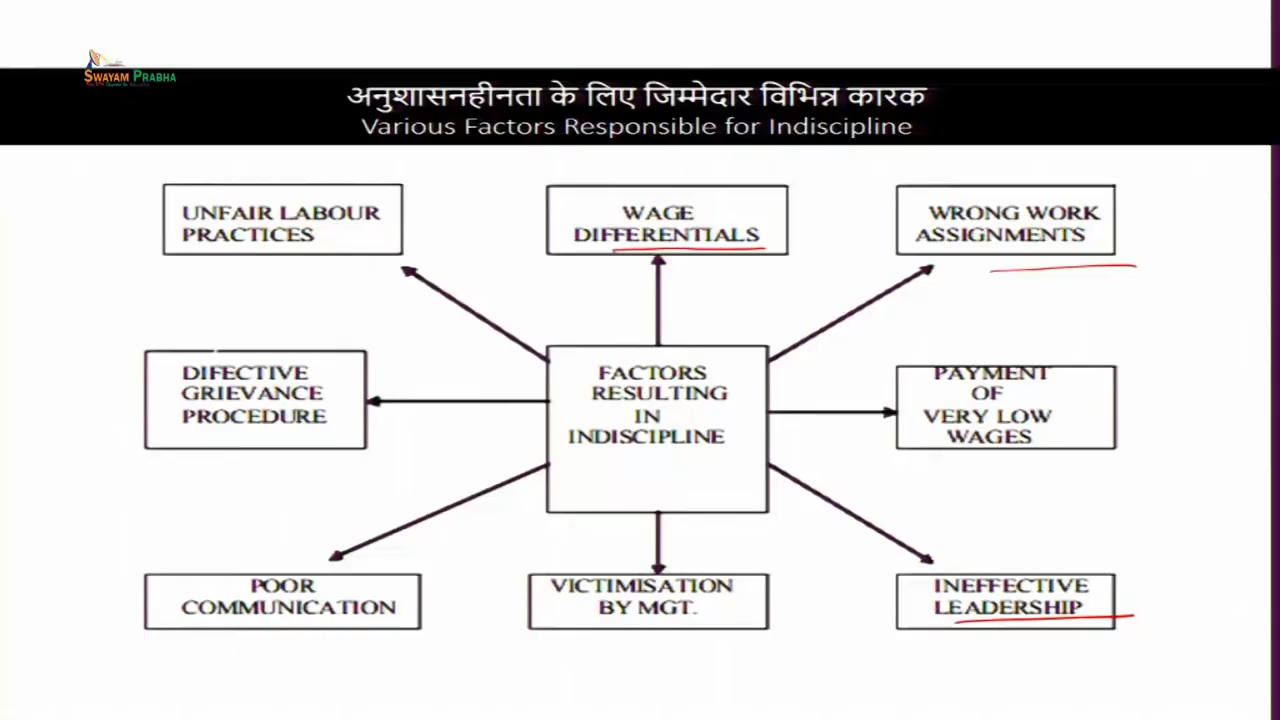 SWAYAM PRABHA
अनुशासनहीनता के लिए जिम्मेदार विभिन्न कारक
Various Factors Responsible for Indiscipline
UNFAIR LABOUR
PRACTICES
WAGE
DIFFERENTIALS
WRONG WORK
ASSIGNMENTS
DIFECTIVE
GRIEVANCE
PROCEDURE
FACTORS
RESULTING
IN
INDISCIPLINE
PAYMENT
OF
VERY LOW
WAGES
POOR
COMMUNICATION
VICTIMISATION
BY MGT.
INEFFECTIVE
LEADERSHIP